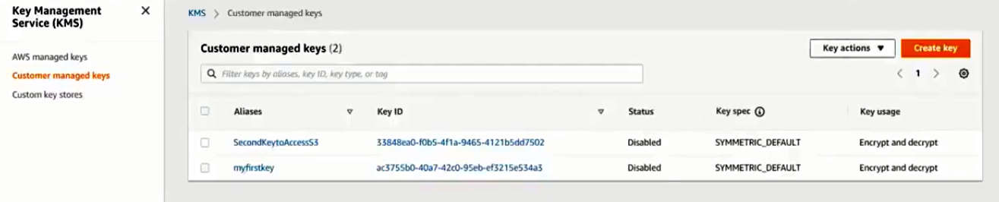 Key Management
Service (KMS)
AWS managed keys
Customer managed keys
Custom key stores
KMS > Customer managed keys
Customer managed keys (2)
Key actions
Create key
Filter keys by aliases, key ID, key type, or tag
1
Aliases Key ID Status Key spec Key usage
SecondKeytoAccessS3 33848ea0-f0b5-4f1a-9465-4121b5dd7502 Disabled SYMMETRIC_DEFAULT Encrypt and decrypt
myfirstkey ac3755b0-40a7-42c0-95eb-ef3215e534a3 Disabled SYMMETRIC_DEFAULT Encrypt and decrypt